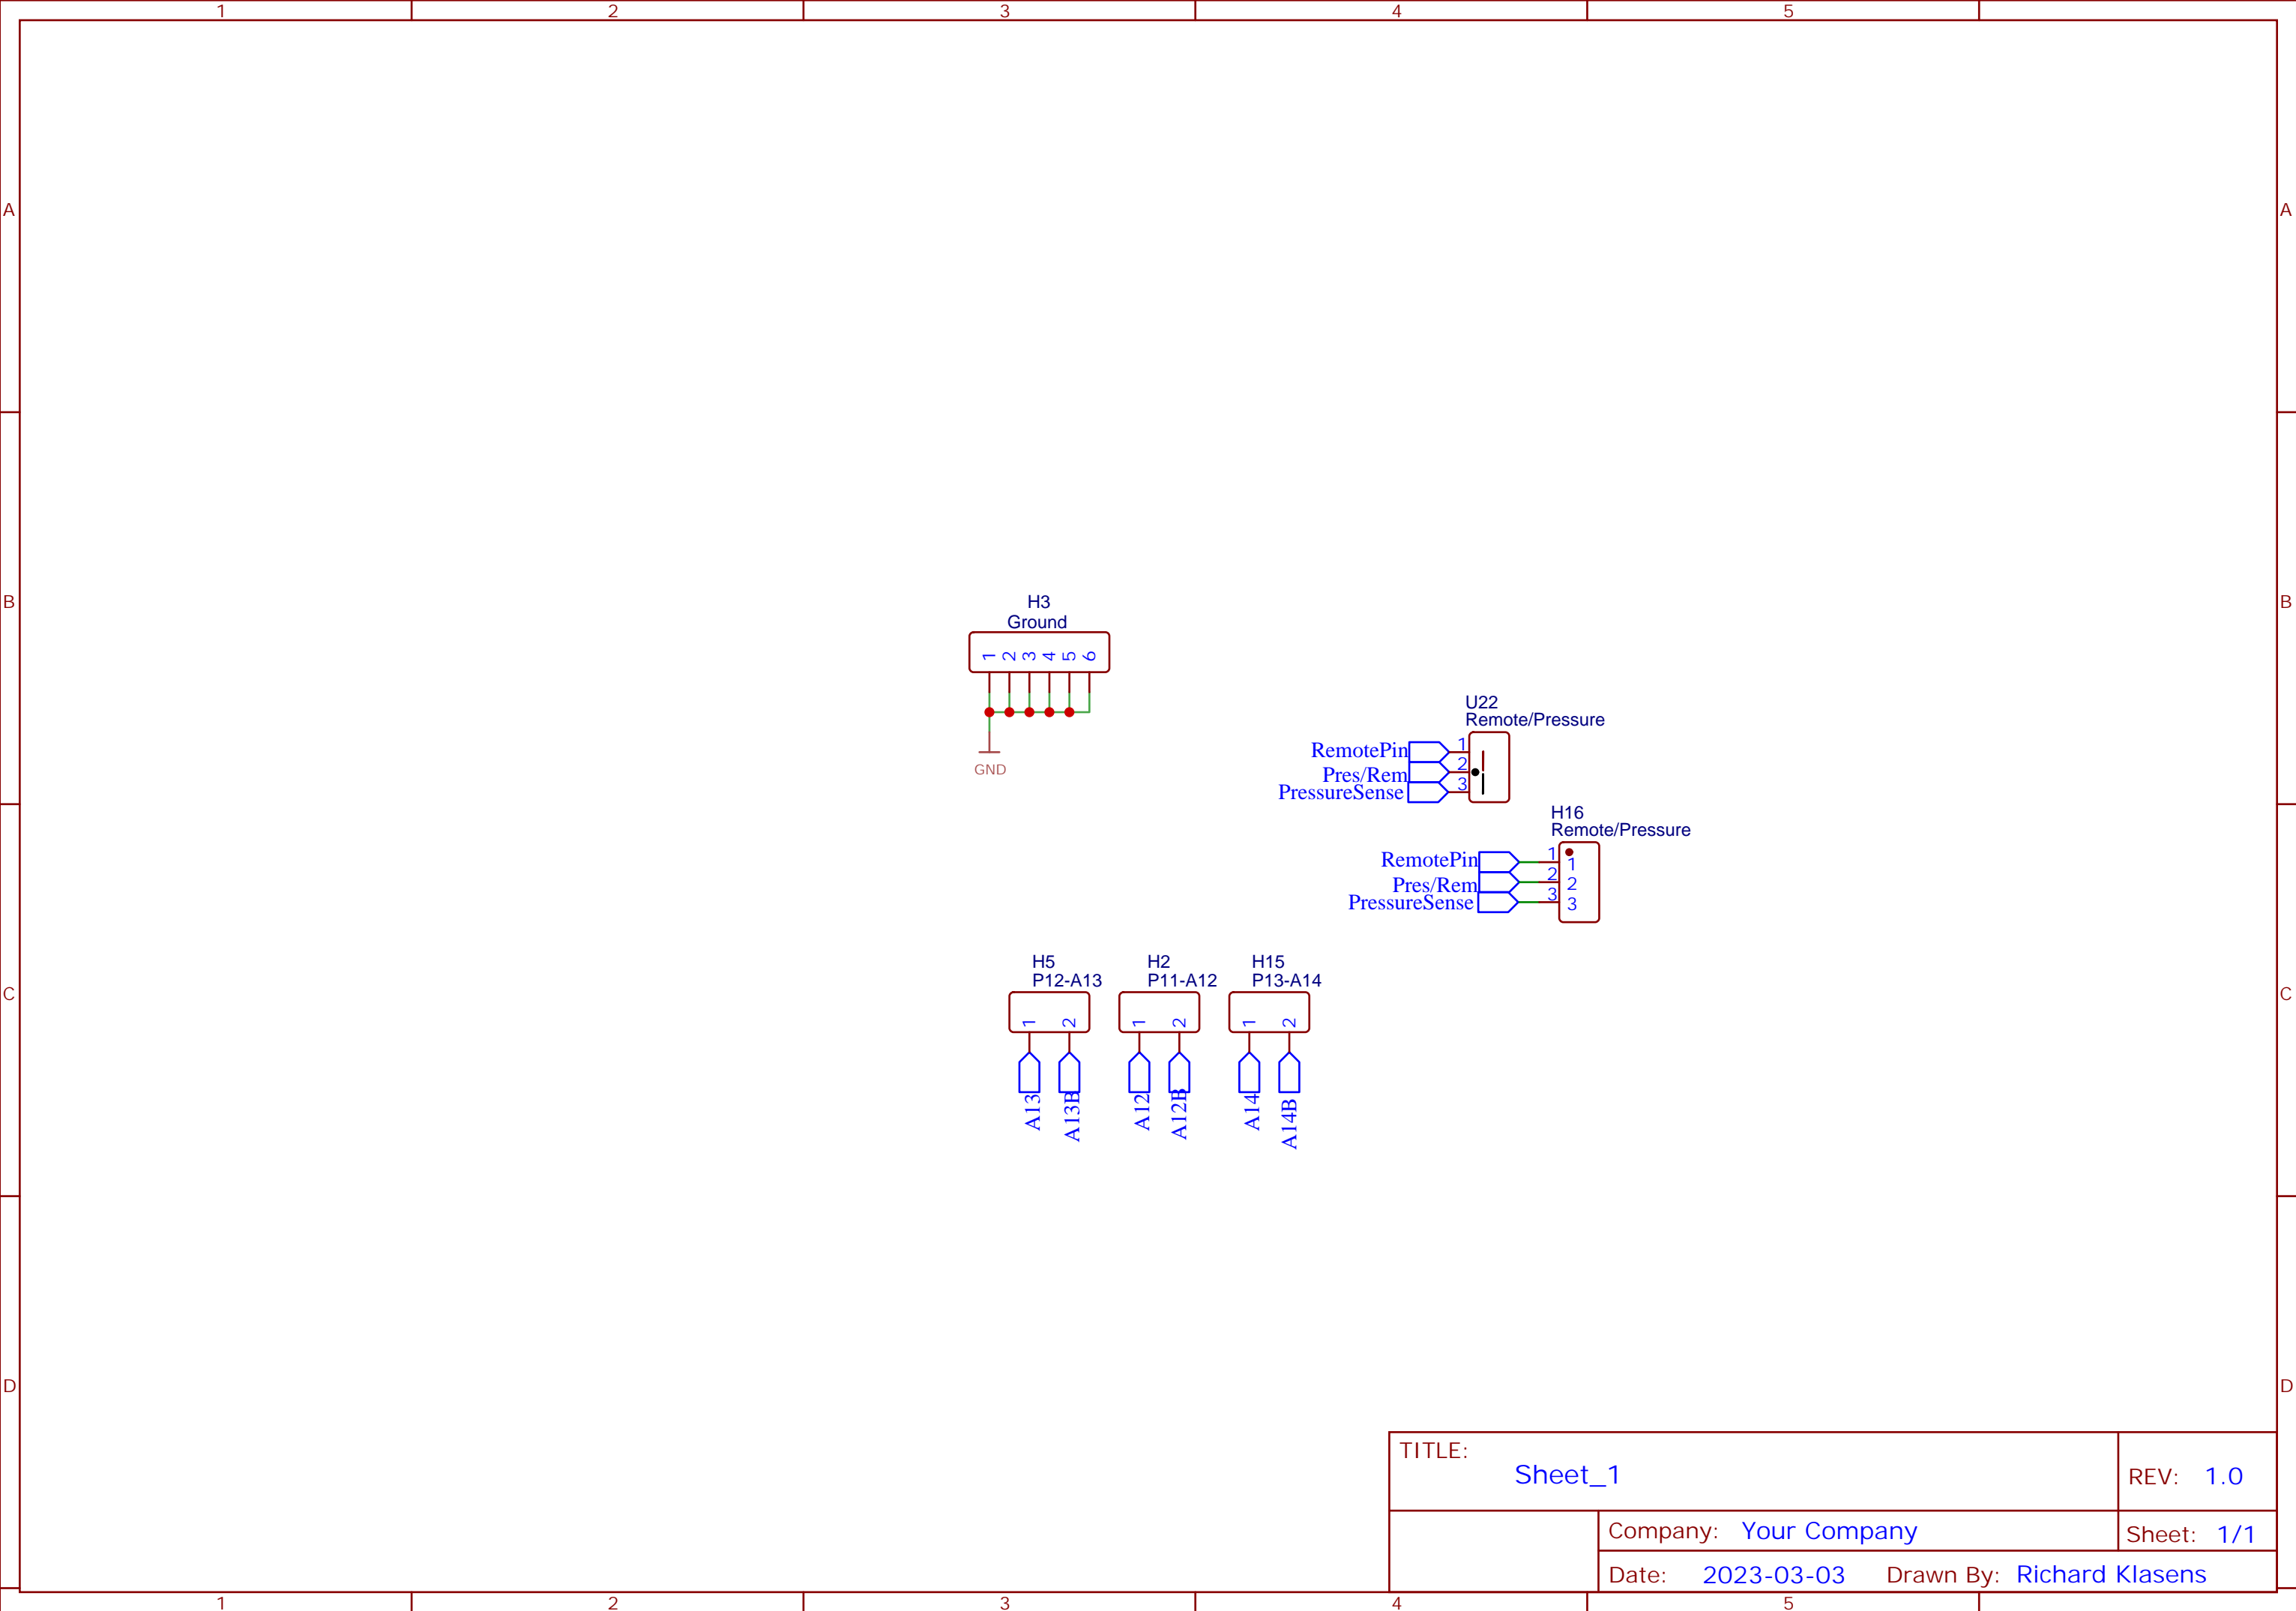 1 2 3 4 5
A A
B B
H3
Ground
1 2 3 4 5 6
GND
U22
Remote/Pressure
RemotePin 1
Pres/Rem 2
PressureSense 3
H16
Remote/Pressure
RemotePin 1 1
Pres/Rem 2 2
PressureSense 3 3
C C
H5
P12-A13
1 2
A13 A13B
H2
P11-A12
1 2
A12 A12B
H15
P13-A14
1 2
A14 A14B
D D
TITLE:
Sheet_1
REV: 1.0
Company: Your Company
Sheet: 1/1
Date: 2023-03-03 Drawn By: Richard Klasens
1 2 3 4 5